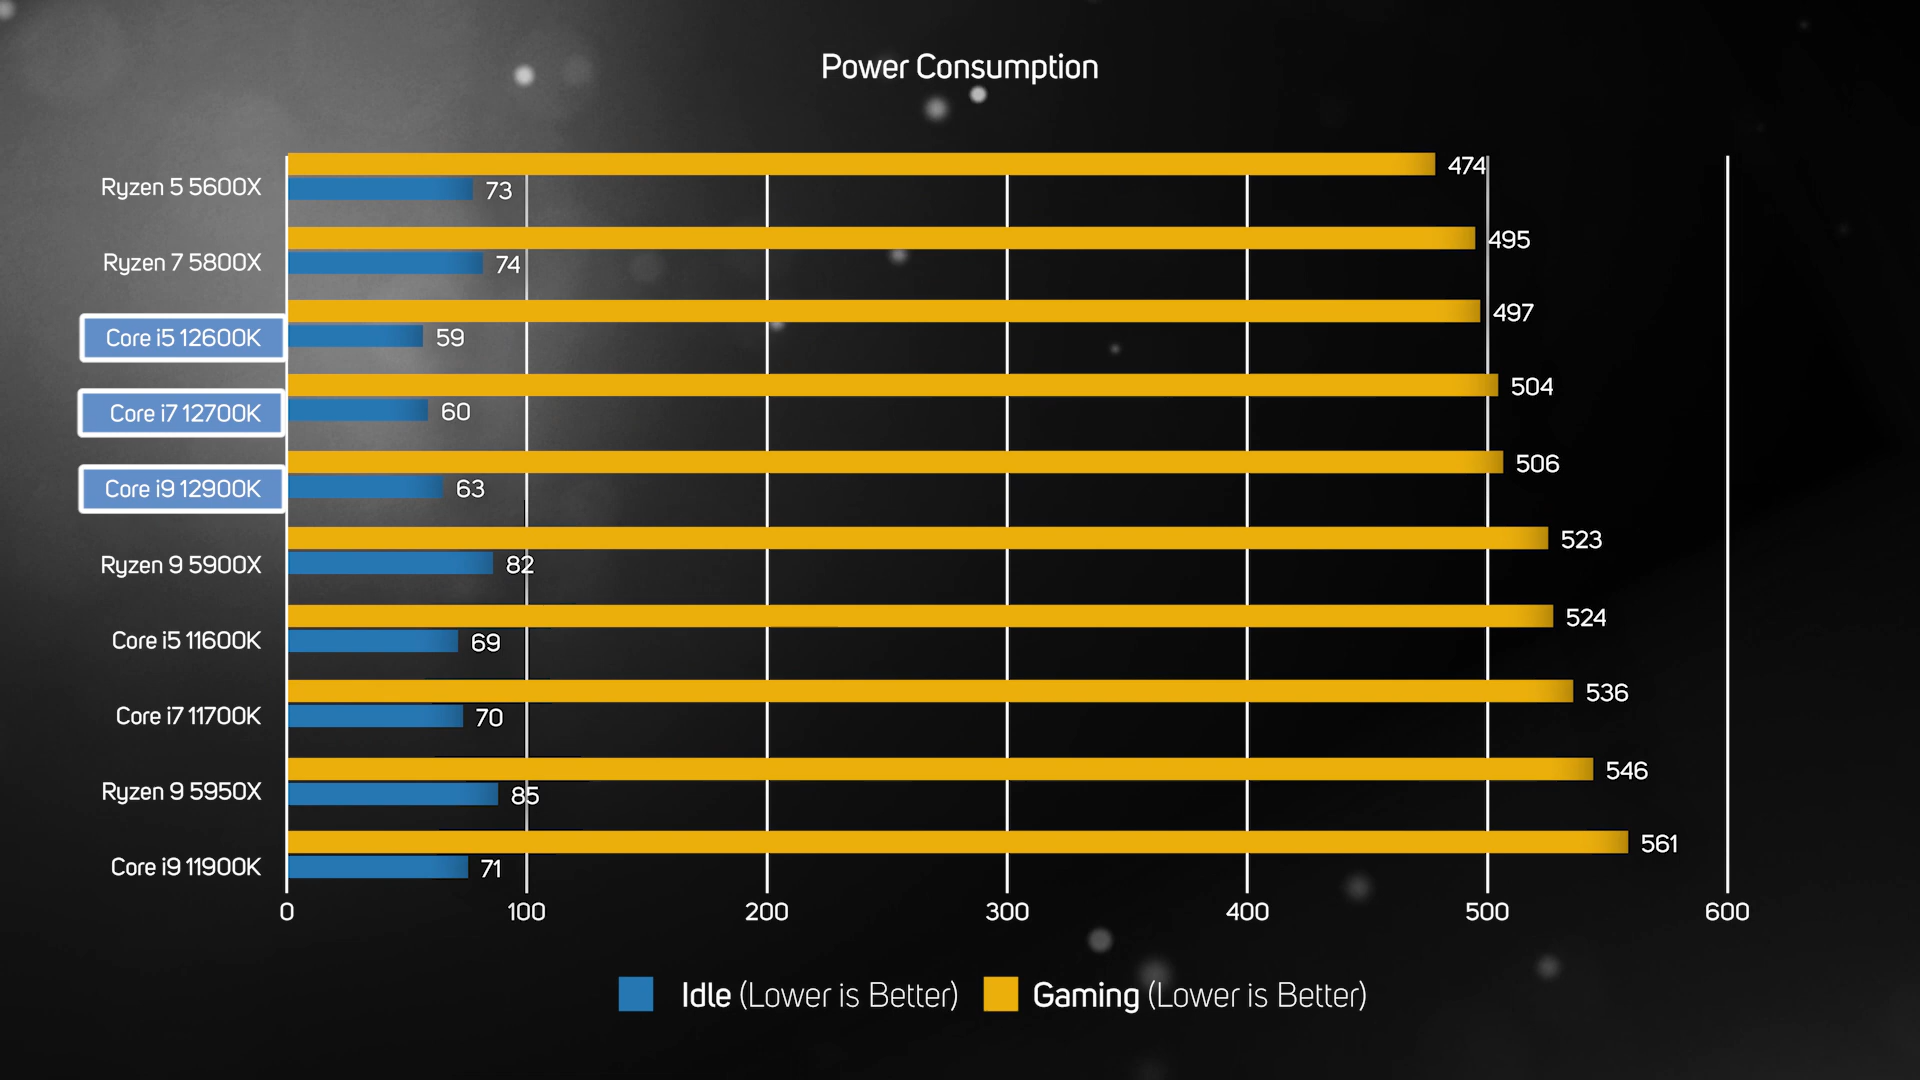 Power Consumption
Ryzen 5 5600X 474
73
Ryzen 7 5800X 495
74
Core i5 12600K 497
59
Core i7 12700K 504
60
Core i9 12900K 506
63
Ryzen 9 5900X 523
82
Core i5 11600K 524
69
Core i7 11700K 536
70
Ryzen 9 5950X 546
85
Core i9 11900K 561
71
0 100 200 300 400 500 600
Idle (Lower is Better) Gaming (Lower is Better)